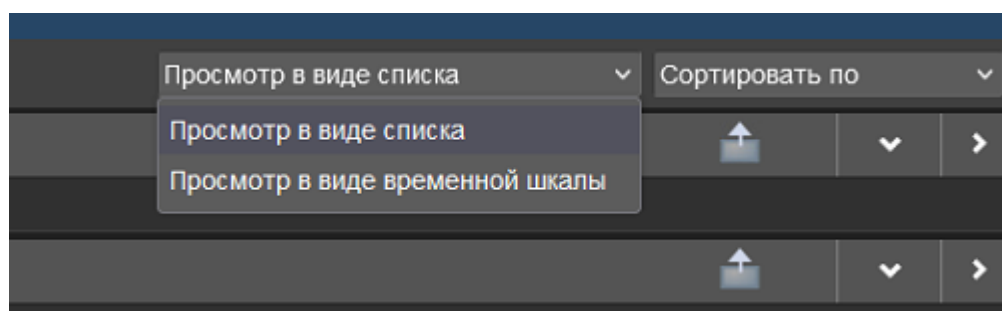 Просмотр в виде списка
Сортировать по
Просмотр в виде списка
Просмотр в виде временной шкалы